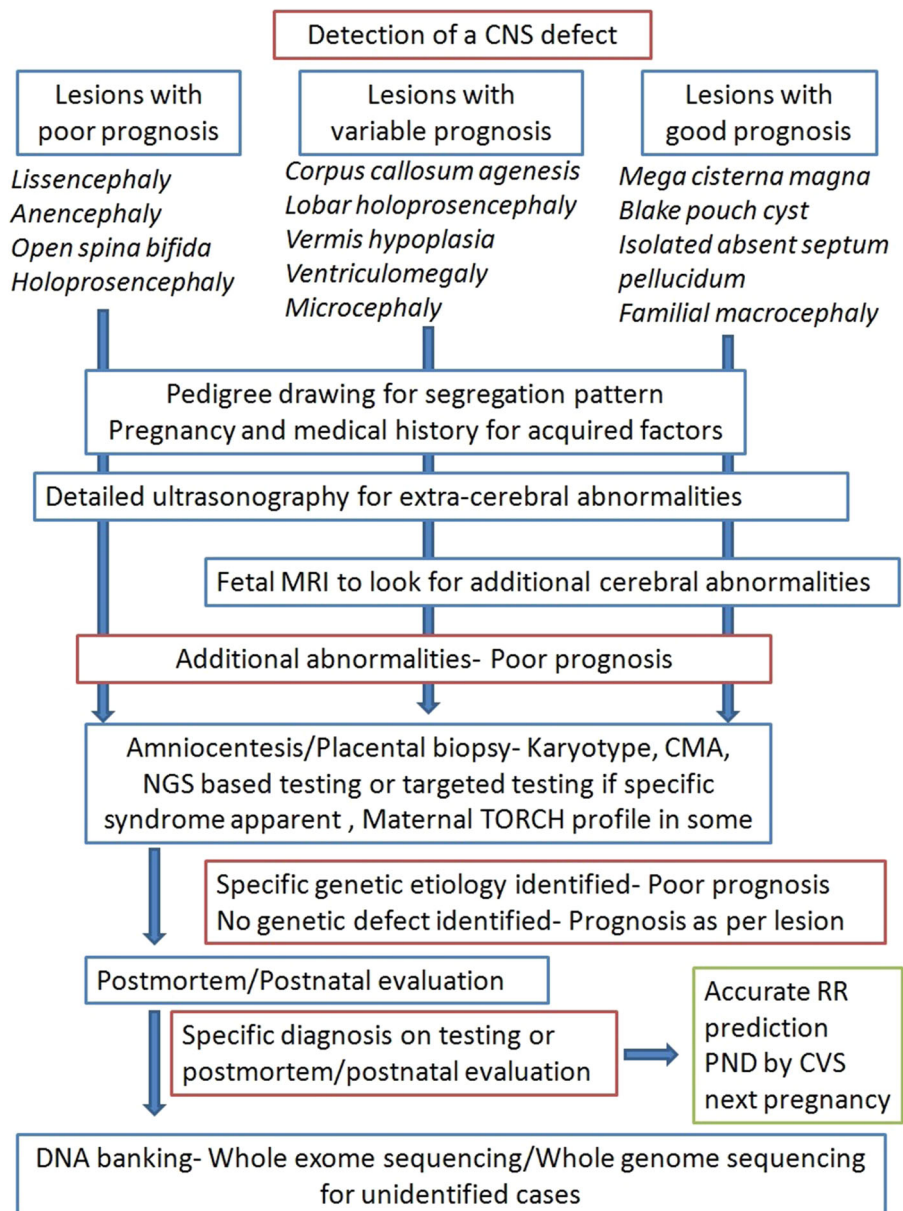 Detection of a CNS defect
Lesions with
poor prognosis
Lissencephaly
Anencephaly
Open spina bifida
Holoprosencephaly
Lesions with
variable prognosis
Corpus callosum agenesis
Lobar holoprosencephaly
Vermis hypoplasia
Ventriculomegaly
Microcephaly
Lesions with
good prognosis
Mega cisterna magna
Blake pouch cyst
Isolated absent septum
pellucidum
Familial macrocephaly
Pedigree drawing for segregation pattern
Pregnancy and medical history for acquired factors
Detailed ultrasonography for extra-cerebral abnormalities
Fetal MRI to look for additional cerebral abnormalities
Additional abnormalities- Poor prognosis
Amniocentesis/Placental biopsy- Karyotype, CMA,
NGS based testing or targeted testing if specific
syndrome apparent , Maternal TORCH profile in some
Specific genetic etiology identified- Poor prognosis
No genetic defect identified- Prognosis as per lesion
Postmortem/Postnatal evaluation
Specific diagnosis on testing or
postmortem/postnatal evaluation
Accurate RR
prediction
PND by CVS
next pregnancy
DNA banking- Whole exome sequencing/Whole genome sequencing
for unidentified cases